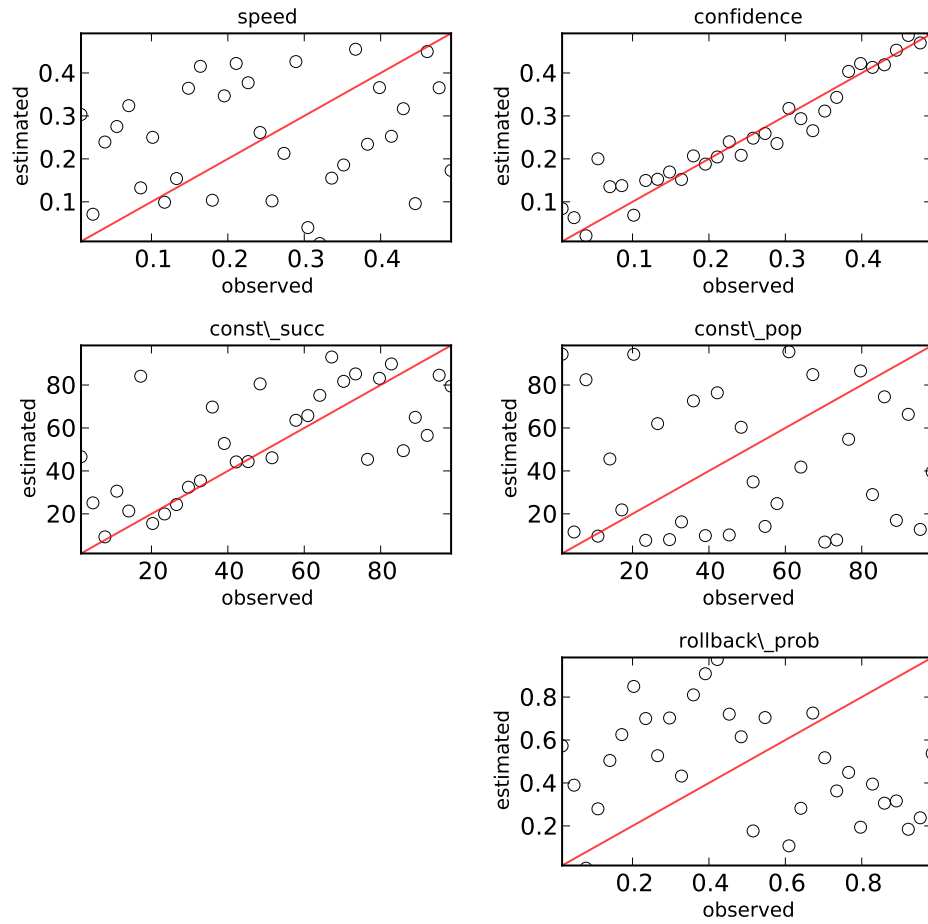 speed
estimated
0.4
0.3
0.2
0.1
0.1 0.2 0.3 0.4
observed
confidence
estimated
0.4
0.3
0.2
0.1
0.1 0.2 0.3 0.4
observed
const\_succ
estimated
80
60
40
20
20 40 60 80
observed
const\_pop
estimated
80
60
40
20
20 40 60 80
observed
rollback\_prob
estimated
0.8
0.6
0.4
0.2
0.2 0.4 0.6 0.8
observed